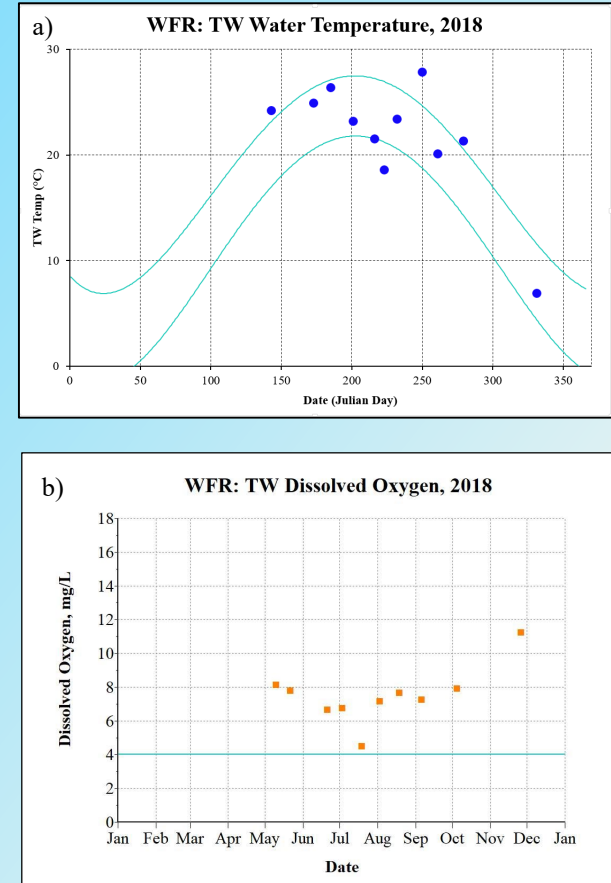 a)
WFR: TW Water Temperature, 2018
30
20
10
0
TW Temp (°C)
0 50 100 150 200 250 300 350
Date (Julian Day)
b)
WFR: TW Dissolved Oxygen, 2018
18
16
14
12
10
8
6
4
2
0
Dissolved Oxygen, mg/L
Jan Feb Mar Apr May Jun Jul Aug Sep Oct Nov Dec Jan
Date